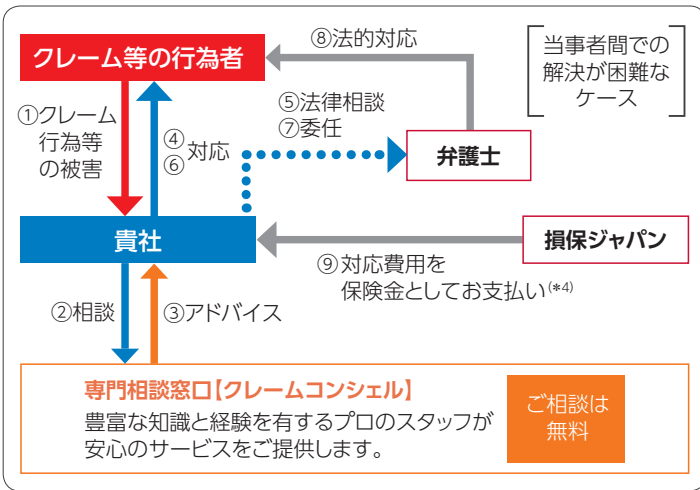 クレーム等の行為者
⑧法的対応
当事者間での
解決が困難な
ケース
①クレーム
行為等
の被害
④
⑥
対応
⑤法律相談
⑦委任
弁護士
貴社
損保ジャパン
⑨対応費用を
保険金としてお支払い(*4)
②相談
③アドバイス
専門相談窓口【クレームコンシェル】
豊富な知識と経験を有するプロのスタッフが
安心のサービスをご提供します。
ご相談は
無料